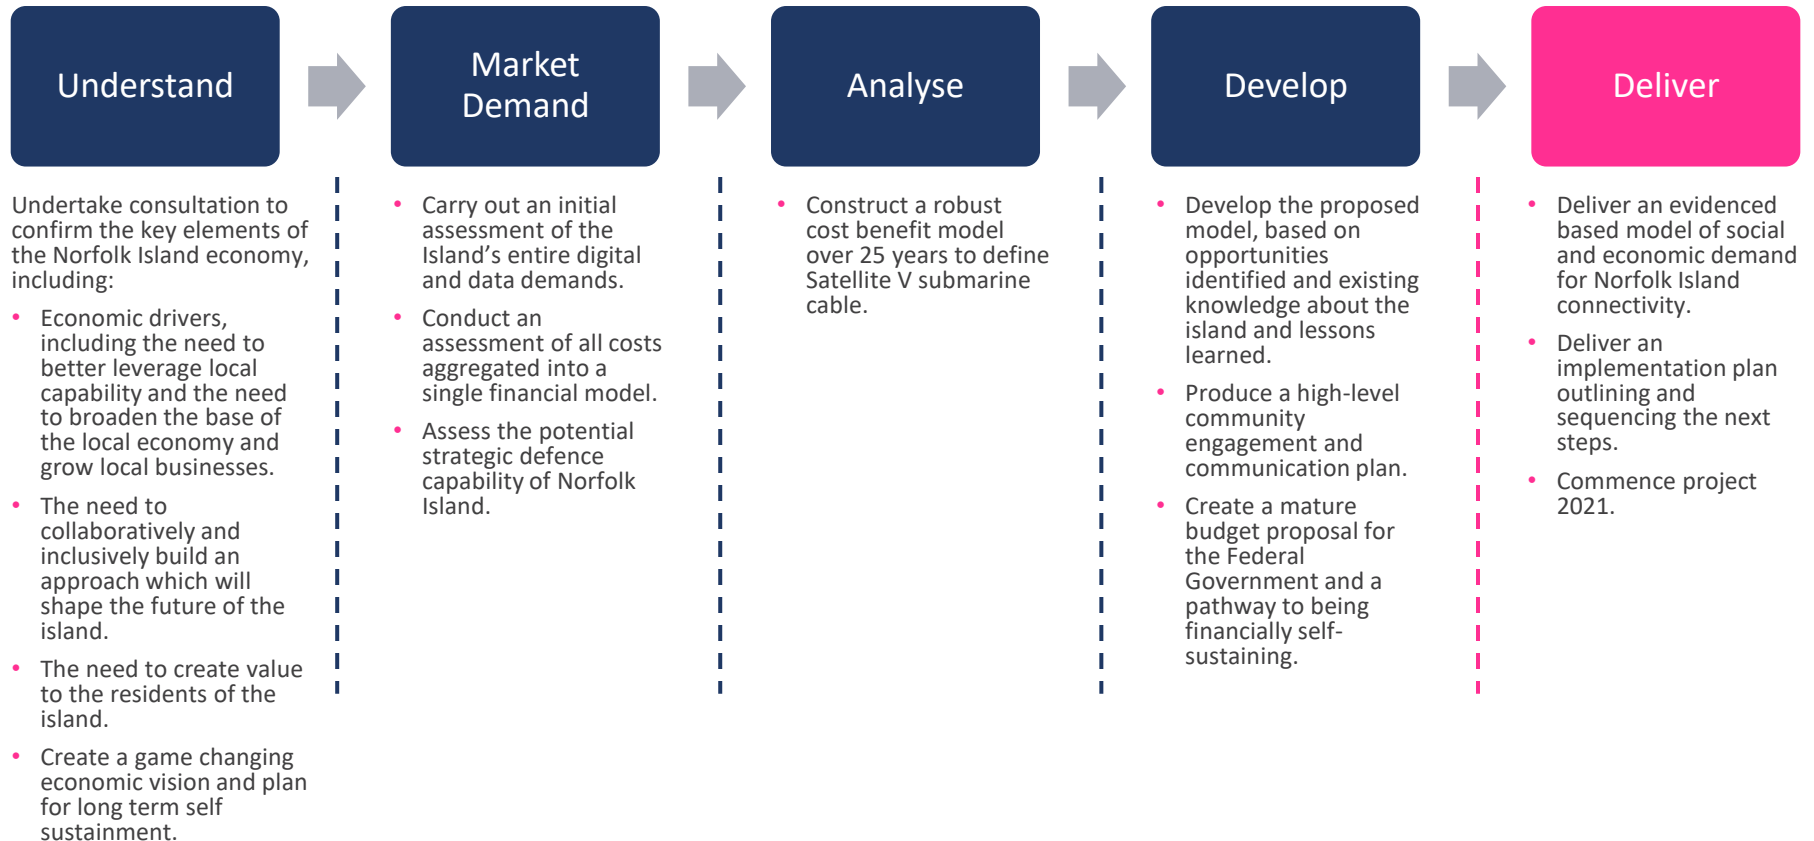 Understand
Market
Demand
Analyse
Develop
Deliver
Undertake consultation to
confirm the key elements of
the Norfolk Island economy,
including:
• Economic drivers,
including the need to
better leverage local
capability and the need
to broaden the base of
the local economy and
grow local businesses.
• The need to
collaboratively and
inclusively build an
approach which will
shape the future of the
island.
• The need to create value
to the residents of the
island.
• Create a game changing
economic vision and plan
for long term self
sustainment.
• Carry out an initial
assessment of the
Island's entire digital
and data demands.
• Conduct an
assessment of all costs
aggregated into a
single financial model.
• Assess the potential
strategic defence
capability of Norfolk
Island.
• Construct a robust
cost benefit model
over 25 years to define
Satellite V submarine
cable.
• Develop the proposed
model, based on
opportunities
identified and existing
knowledge about the
island and lessons
learned.
• Produce a high-level
community
engagement and
communication plan.
• Create a mature
budget proposal for
the Federal
Government and a
pathway to being
financially self-
sustaining.
• Deliver an evidenced
based model of social
and economic demand
for Norfolk Island
connectivity.
• Deliver an
implementation plan
outlining and
sequencing the next
steps.
• Commence project
2021.